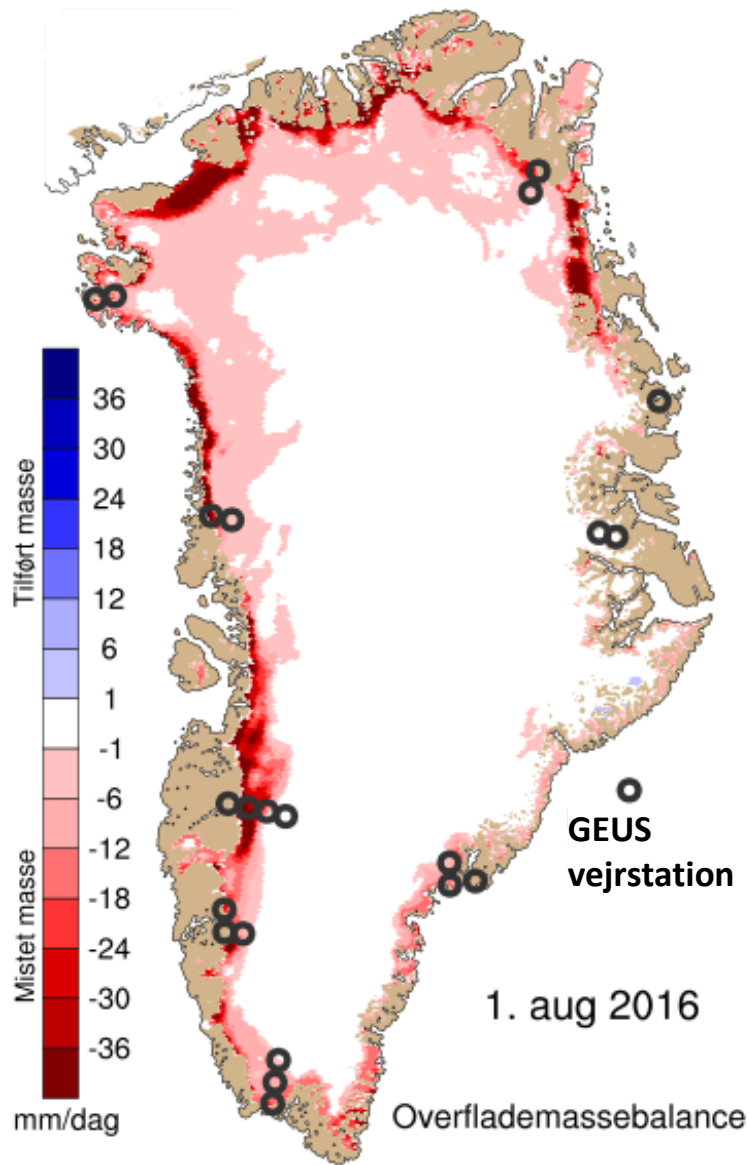 Tilført masse
36
30
24
18
12
6
1
-1
-6
-12
-18
-24
-30
-36
Mistet masse
mm/dag
GEUS
vejrstation
1. aug 2016
Overflademassebalance